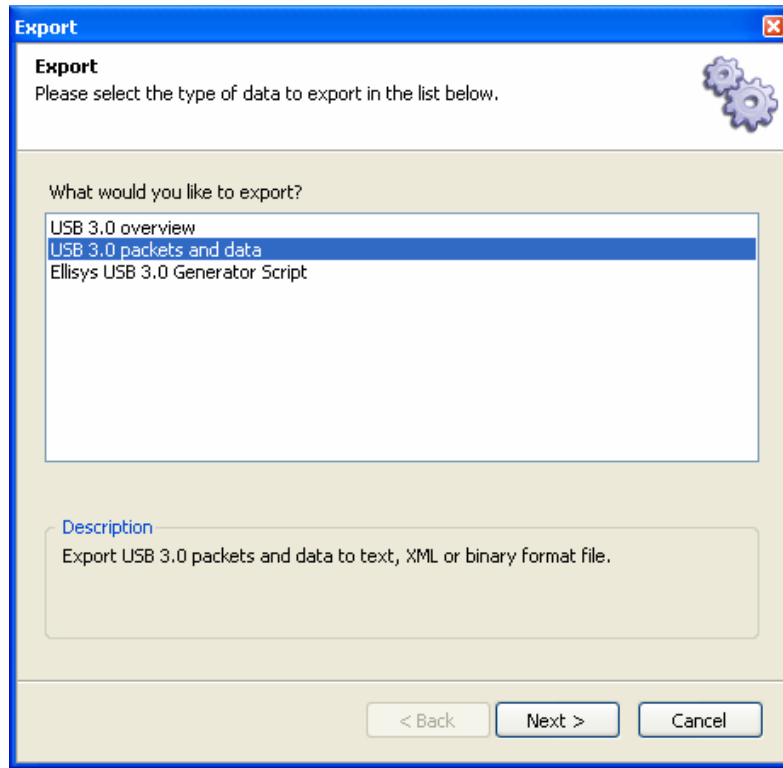 Export
Export
Please select the type of data to export in the list below.
What would you like to export?
USB 3.0 overview
USB 3.0 packets and data
Ellisys USB 3.0 Generator Script
Description
Export USB 3.0 packets and data to text, XML or binary format file.
< Back Next > Cancel